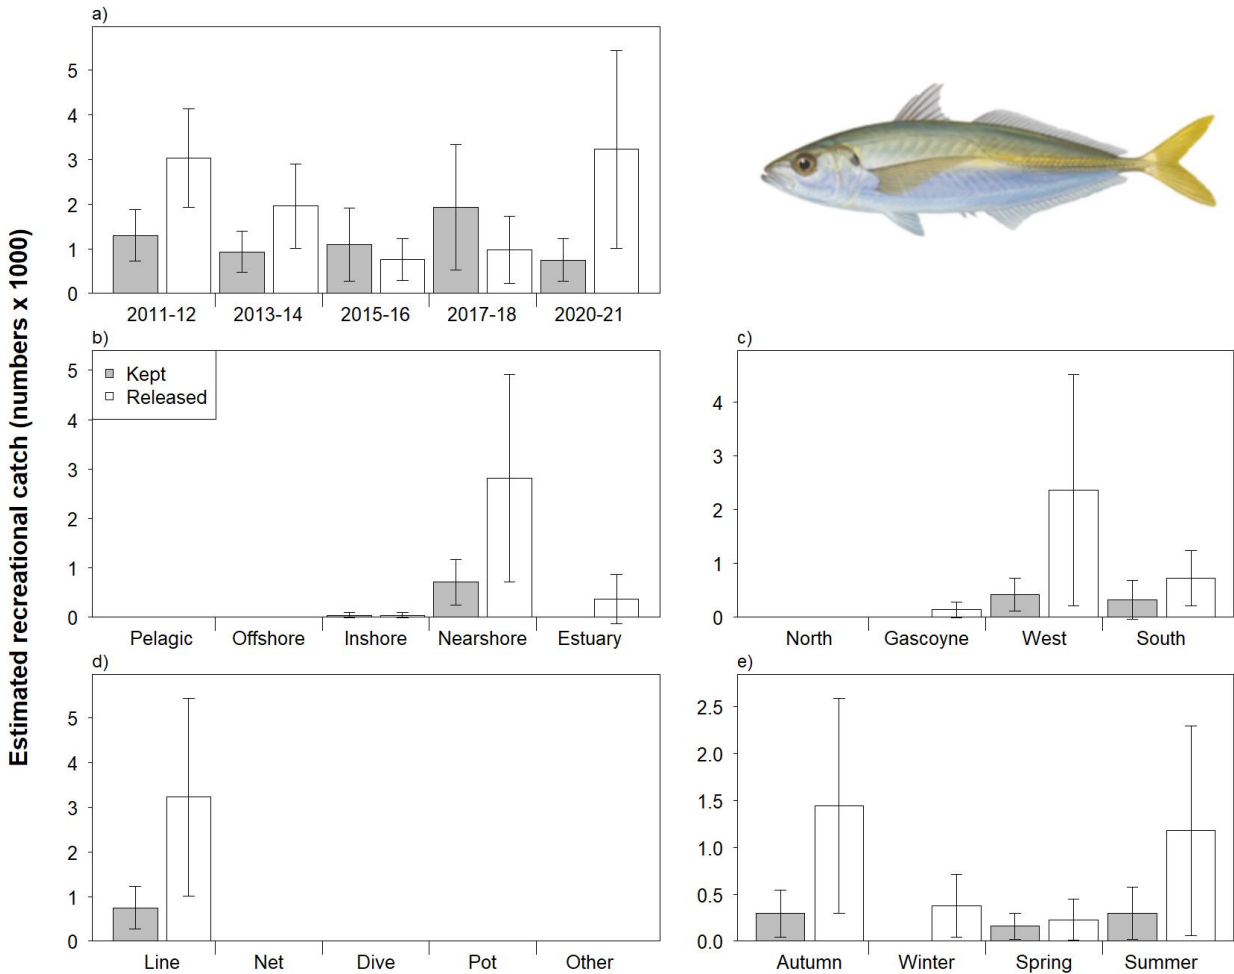 Estimated recreational catch (numbers x 1000)
a)
5
4
3
2
1
0
2011-12 2013-14 2015-16 2017-18 2020-21
b)
Kept
Released
5
4
3
2
1
0
Pelagic Offshore Inshore Nearshore Estuary
c)
4
3
2
1
0
North Gascoyne West South
d)
5
4
3
2
1
0
Line Net Dive Pot Other
e)
2.5
2.0
1.5
1.0
0.5
0.0
Autumn Winter Spring Summer